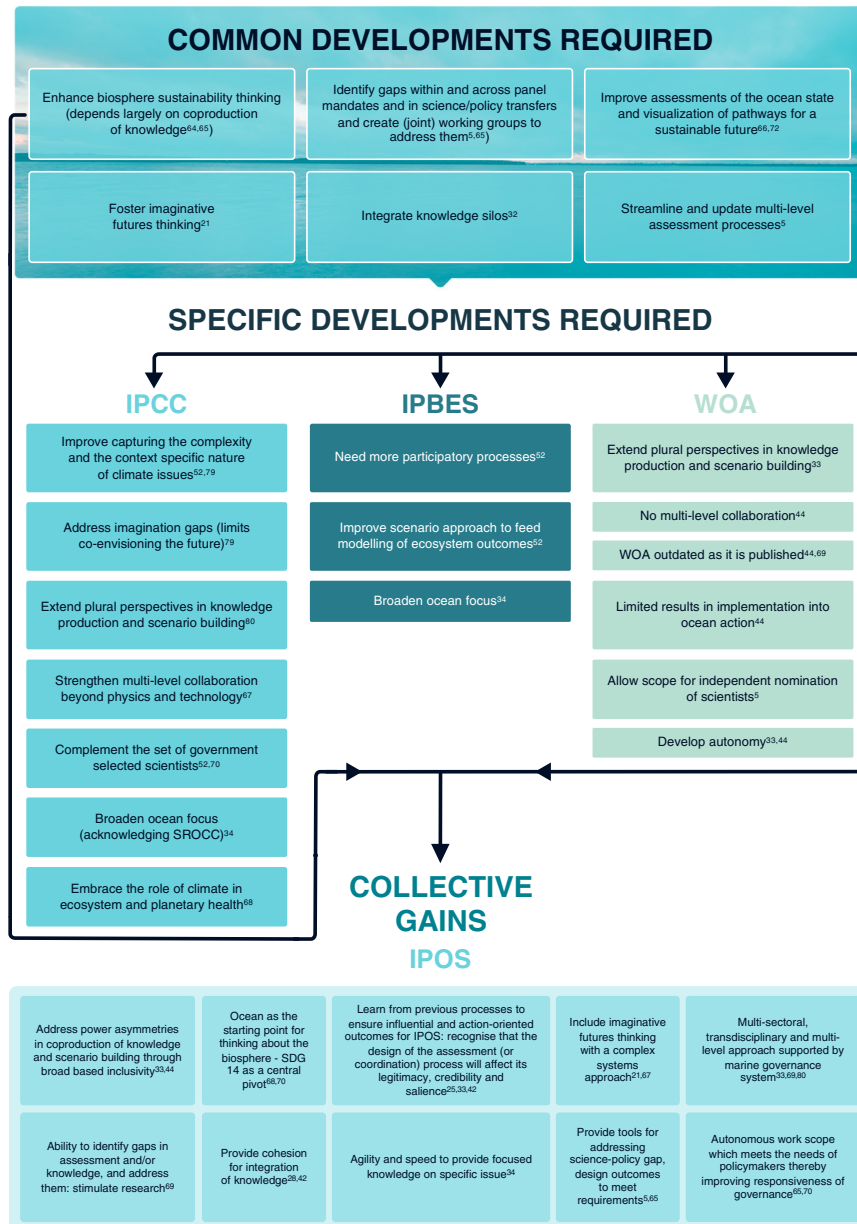 COMMON DEVELOPMENTS REQUIRED
Enhance biosphere sustainability thinking
(depends largely on coproduction
of knowledge64,65)
Identify gaps within and across panel
mandates and in science/policy transfers
and create (joint) working groups to
address them5,65)
Improve assessments of the ocean state
and visualization of pathways for a
sustainable future66,72
Foster imaginative
futures thinking21
Integrate knowledge silos32
Streamline and update multi-level
assessment processes5
SPECIFIC DEVELOPMENTS REQUIRED
IPCC
Improve capturing the complexity
and the context specific nature
of climate issues52,79
Address imagination gaps (limits
co-envisioning the future)79
Extend plural perspectives in knowledge
production and scenario building80
Strengthen multi-level collaboration
beyond physics and technology67
Complement the set of government
selected scientists52,70
Broaden ocean focus
(acknowledging SROCC)34
Embrace the role of climate in
ecosystem and planetary health68
IPBES
Need more participatory processes52
Improve scenario approach to feed
modelling of ecosystem outcomes52
Broaden ocean focus34
WOA
Extend plural perspectives in knowledge
production and scenario building33
No multi-level collaboration44
WOA outdated as it is published44,69
Limited results in implementation into
ocean action44
Allow scope for independent nomination
of scientists5
Develop autonomy33,44
COLLECTIVE
GAINS
IPOS
Address power asymmetries
in coproduction of knowledge
and scenario building through
broad based inclusivity33,44
Ocean as the
starting point for
thinking about the
biosphere - SDG
14 as a central
pivot68,70
Learn from previous processes to
ensure influential and action-oriented
outcomes for IPOS: recognise that the
design of the assessment (or
coordination) process will affect its
legitimacy, credibility and
salience25,33,42
Include imaginative
futures thinking
with a complex
systems
approach21,67
Multi-sectoral,
transdisciplinary and multi-
level approach supported by
marine governance
system33,69,80
Ability to identify gaps in
assessment and/or
knowledge, and address
them: stimulate research69
Provide cohesion
for integration
of knowledge28,42
Agility and speed to provide focused
knowledge on specific issue34
Provide tools for
addressing
science-policy gap,
design outcomes
to meet
requirements5,65
Autonomous work scope
which meets the needs of
policymakers thereby
improving responsiveness of
governance65,70